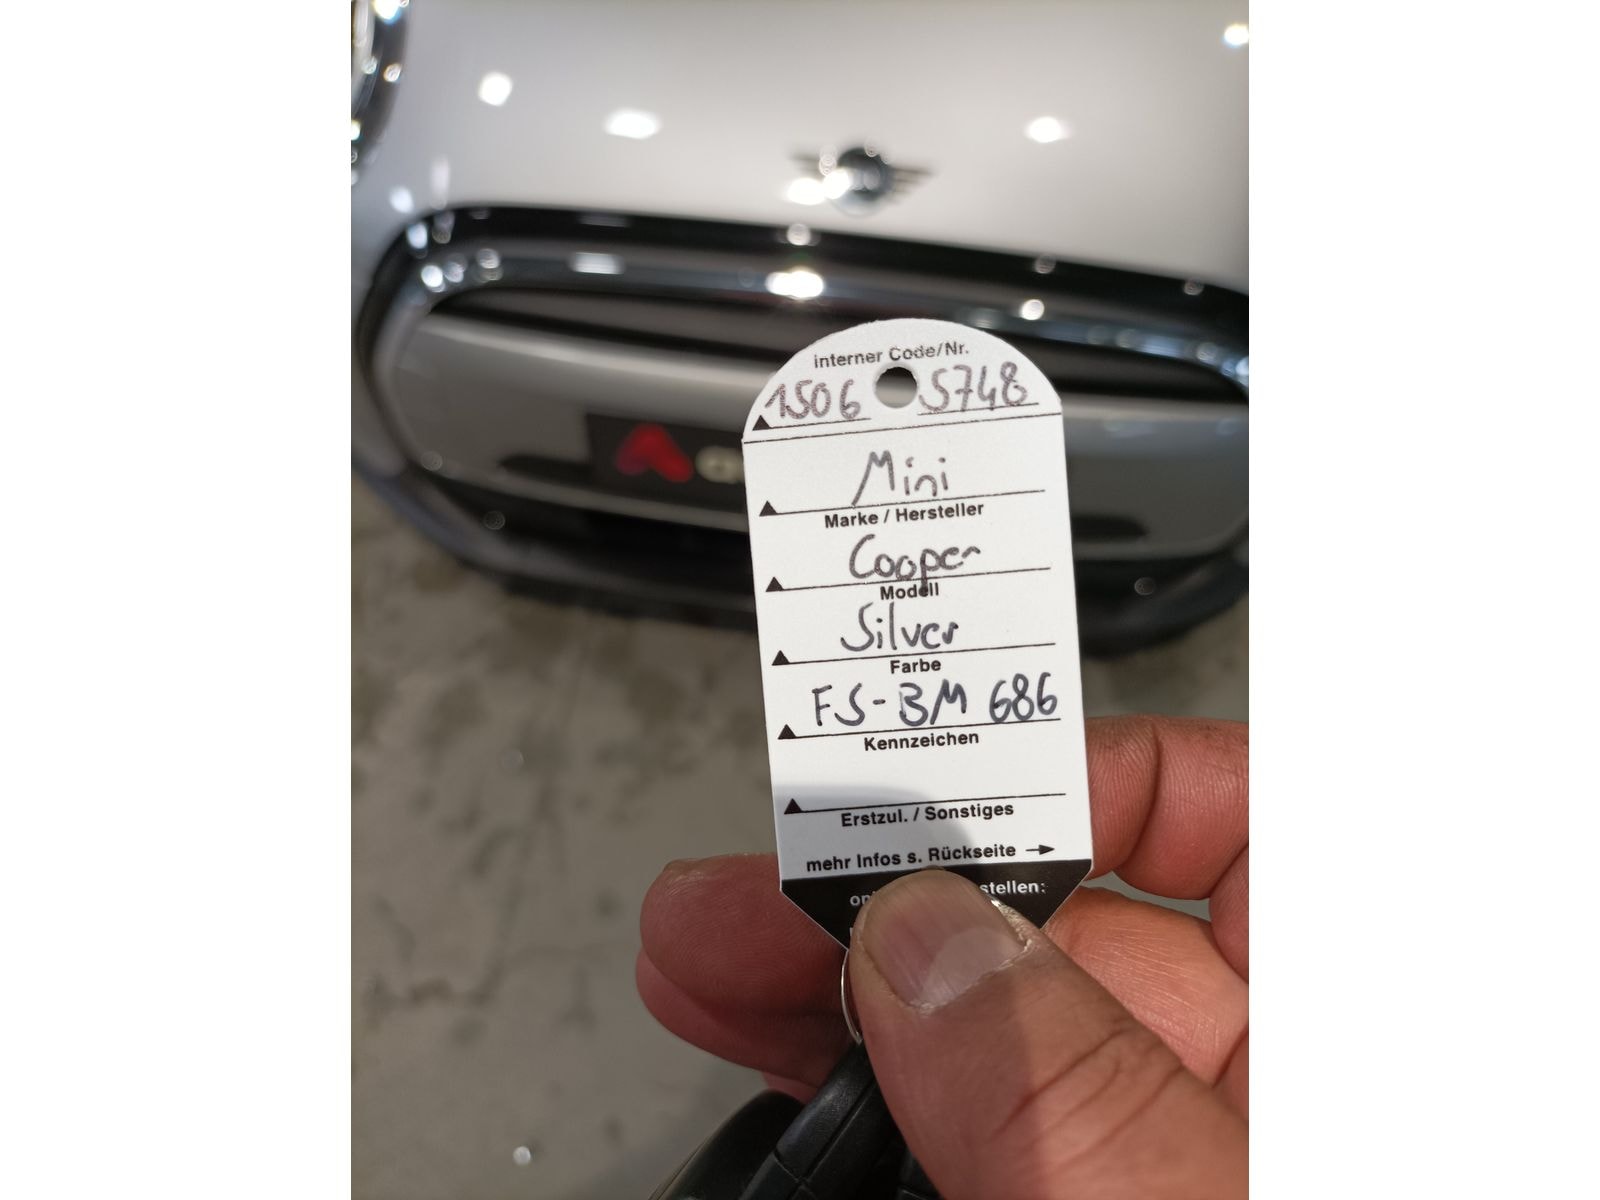 interner Code/Nr.
1506 5748
Mini
Marke / Hersteller
Cooper
Modell
Silver
Farbe
FS-BM 686
Kennzeichen
Erstzul. / Sonstiges
mehr Infos s. Rückseite →
stellen: